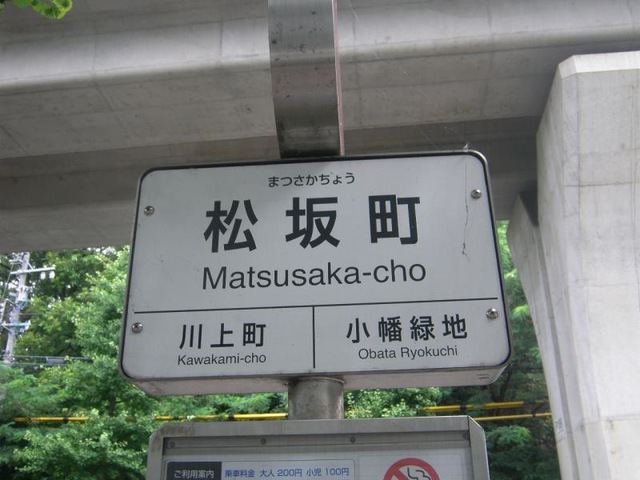 まつさかちょう
松坂町
Matsusaka-cho
川上町 小幡緑地
Kawakami-cho Obata Ryokuchi
ご利用案内 乗車料金 大人200円 小児100円